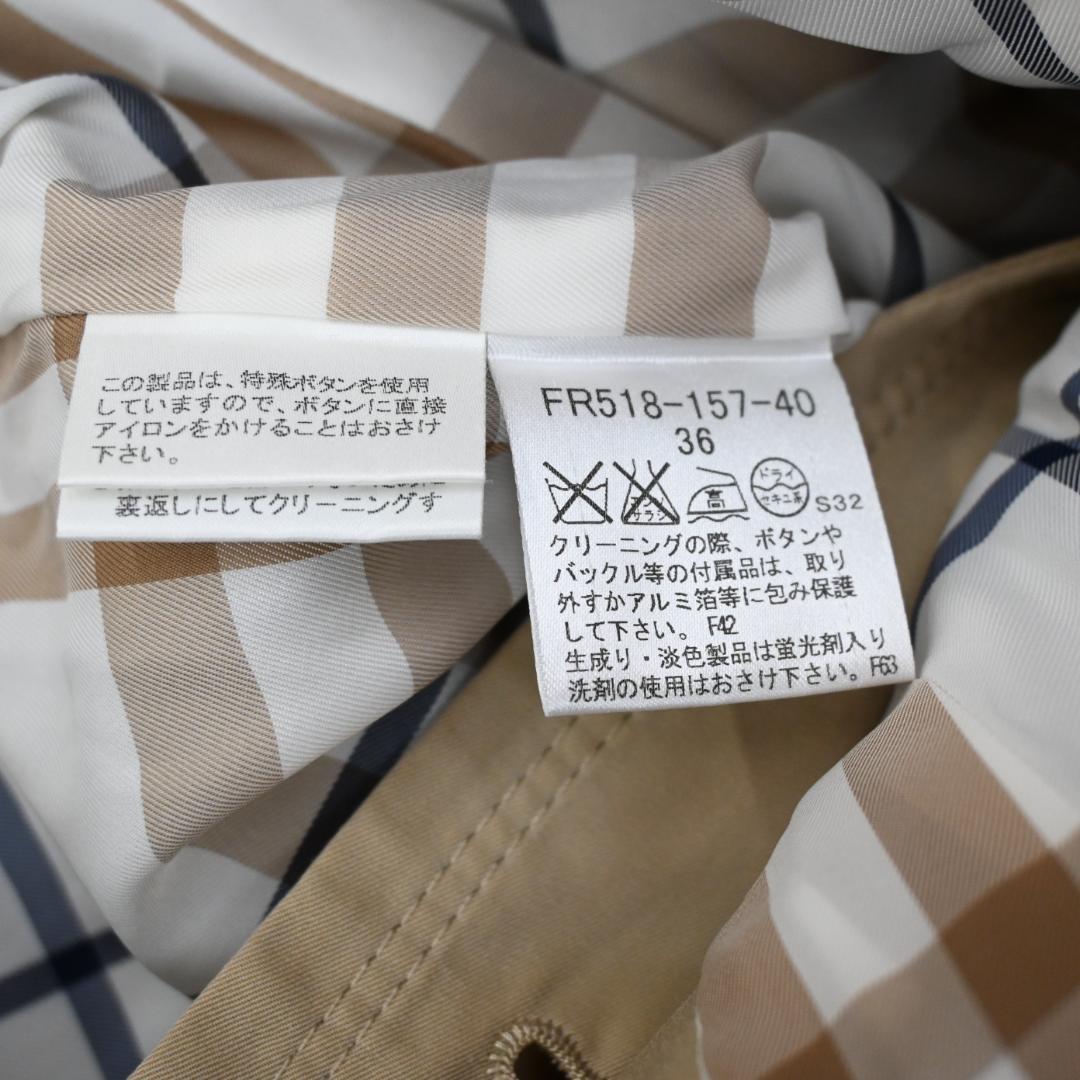 この製品は、特殊ボタンを使用
していますので、ボタンに直接
アイロンをかけることはおさけ
下さい。
裏返しにしてクリーニングす
FR518-157-40
36
エンソサラシ
高
ドライ
セキユ系
S32
クリーニングの際、ボタンや
バックル等の付属品は、取り
外すかアルミ箔等に包み保護
して下さい。 F42
生成り・淡色製品は蛍光剤入り
洗剤の使用はおさけ下さい。 F63